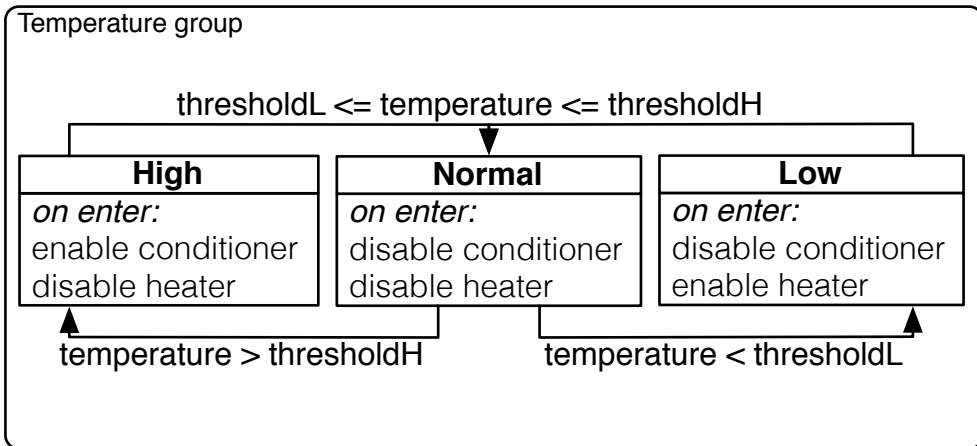 Temperature group
thresholdL <= temperature <= thresholdH
High
on enter:
enable conditioner
disable heater
Normal
on enter:
disable conditioner
disable heater
Low
on enter:
disable conditioner
enable heater
temperature > thresholdH
temperature < thresholdL